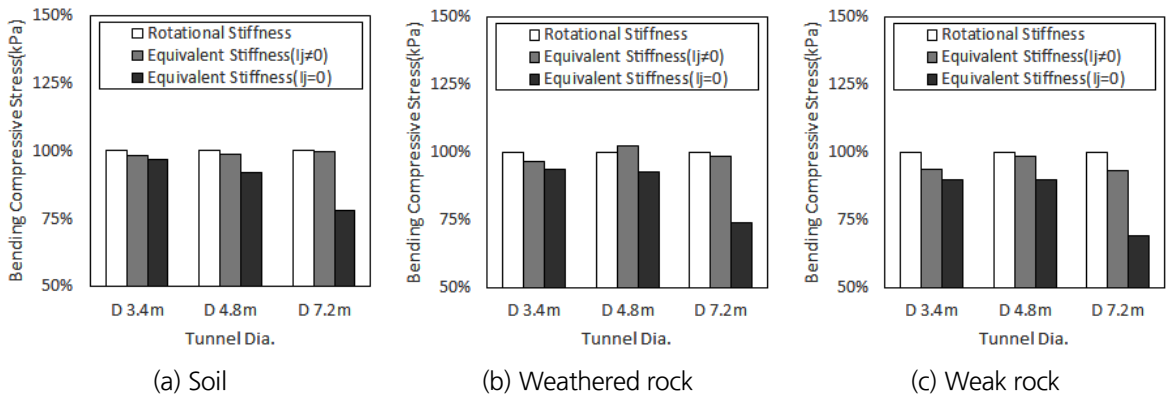 150%
125%
100%
75%
50%
Bending Compressive Stress(kPa)
Rotational Stiffness
Equivalent Stiffness(Ij≠0)
Equivalent Stiffness(Ij=0)
D 3.4m D 4.8m D 7.2m
Tunnel Dia.
(a) Soil
150%
125%
100%
75%
50%
Bending Compressive Stress(kPa)
Rotational Stiffness
Equivalent Stiffness(Ij≠0)
Equivalent Stiffness(Ij=0)
D 3.4m D 4.8m D 7.2m
Tunnel Dia.
(b) Weathered rock
150%
125%
100%
75%
50%
Bending Compressive Stress(kPa)
Rotational Stiffness
Equivalent Stiffness(Ij≠0)
Equivalent Stiffness(Ij=0)
D 3.4m D 4.8m D 7.2m
Tunnel Dia.
(c) Weak rock